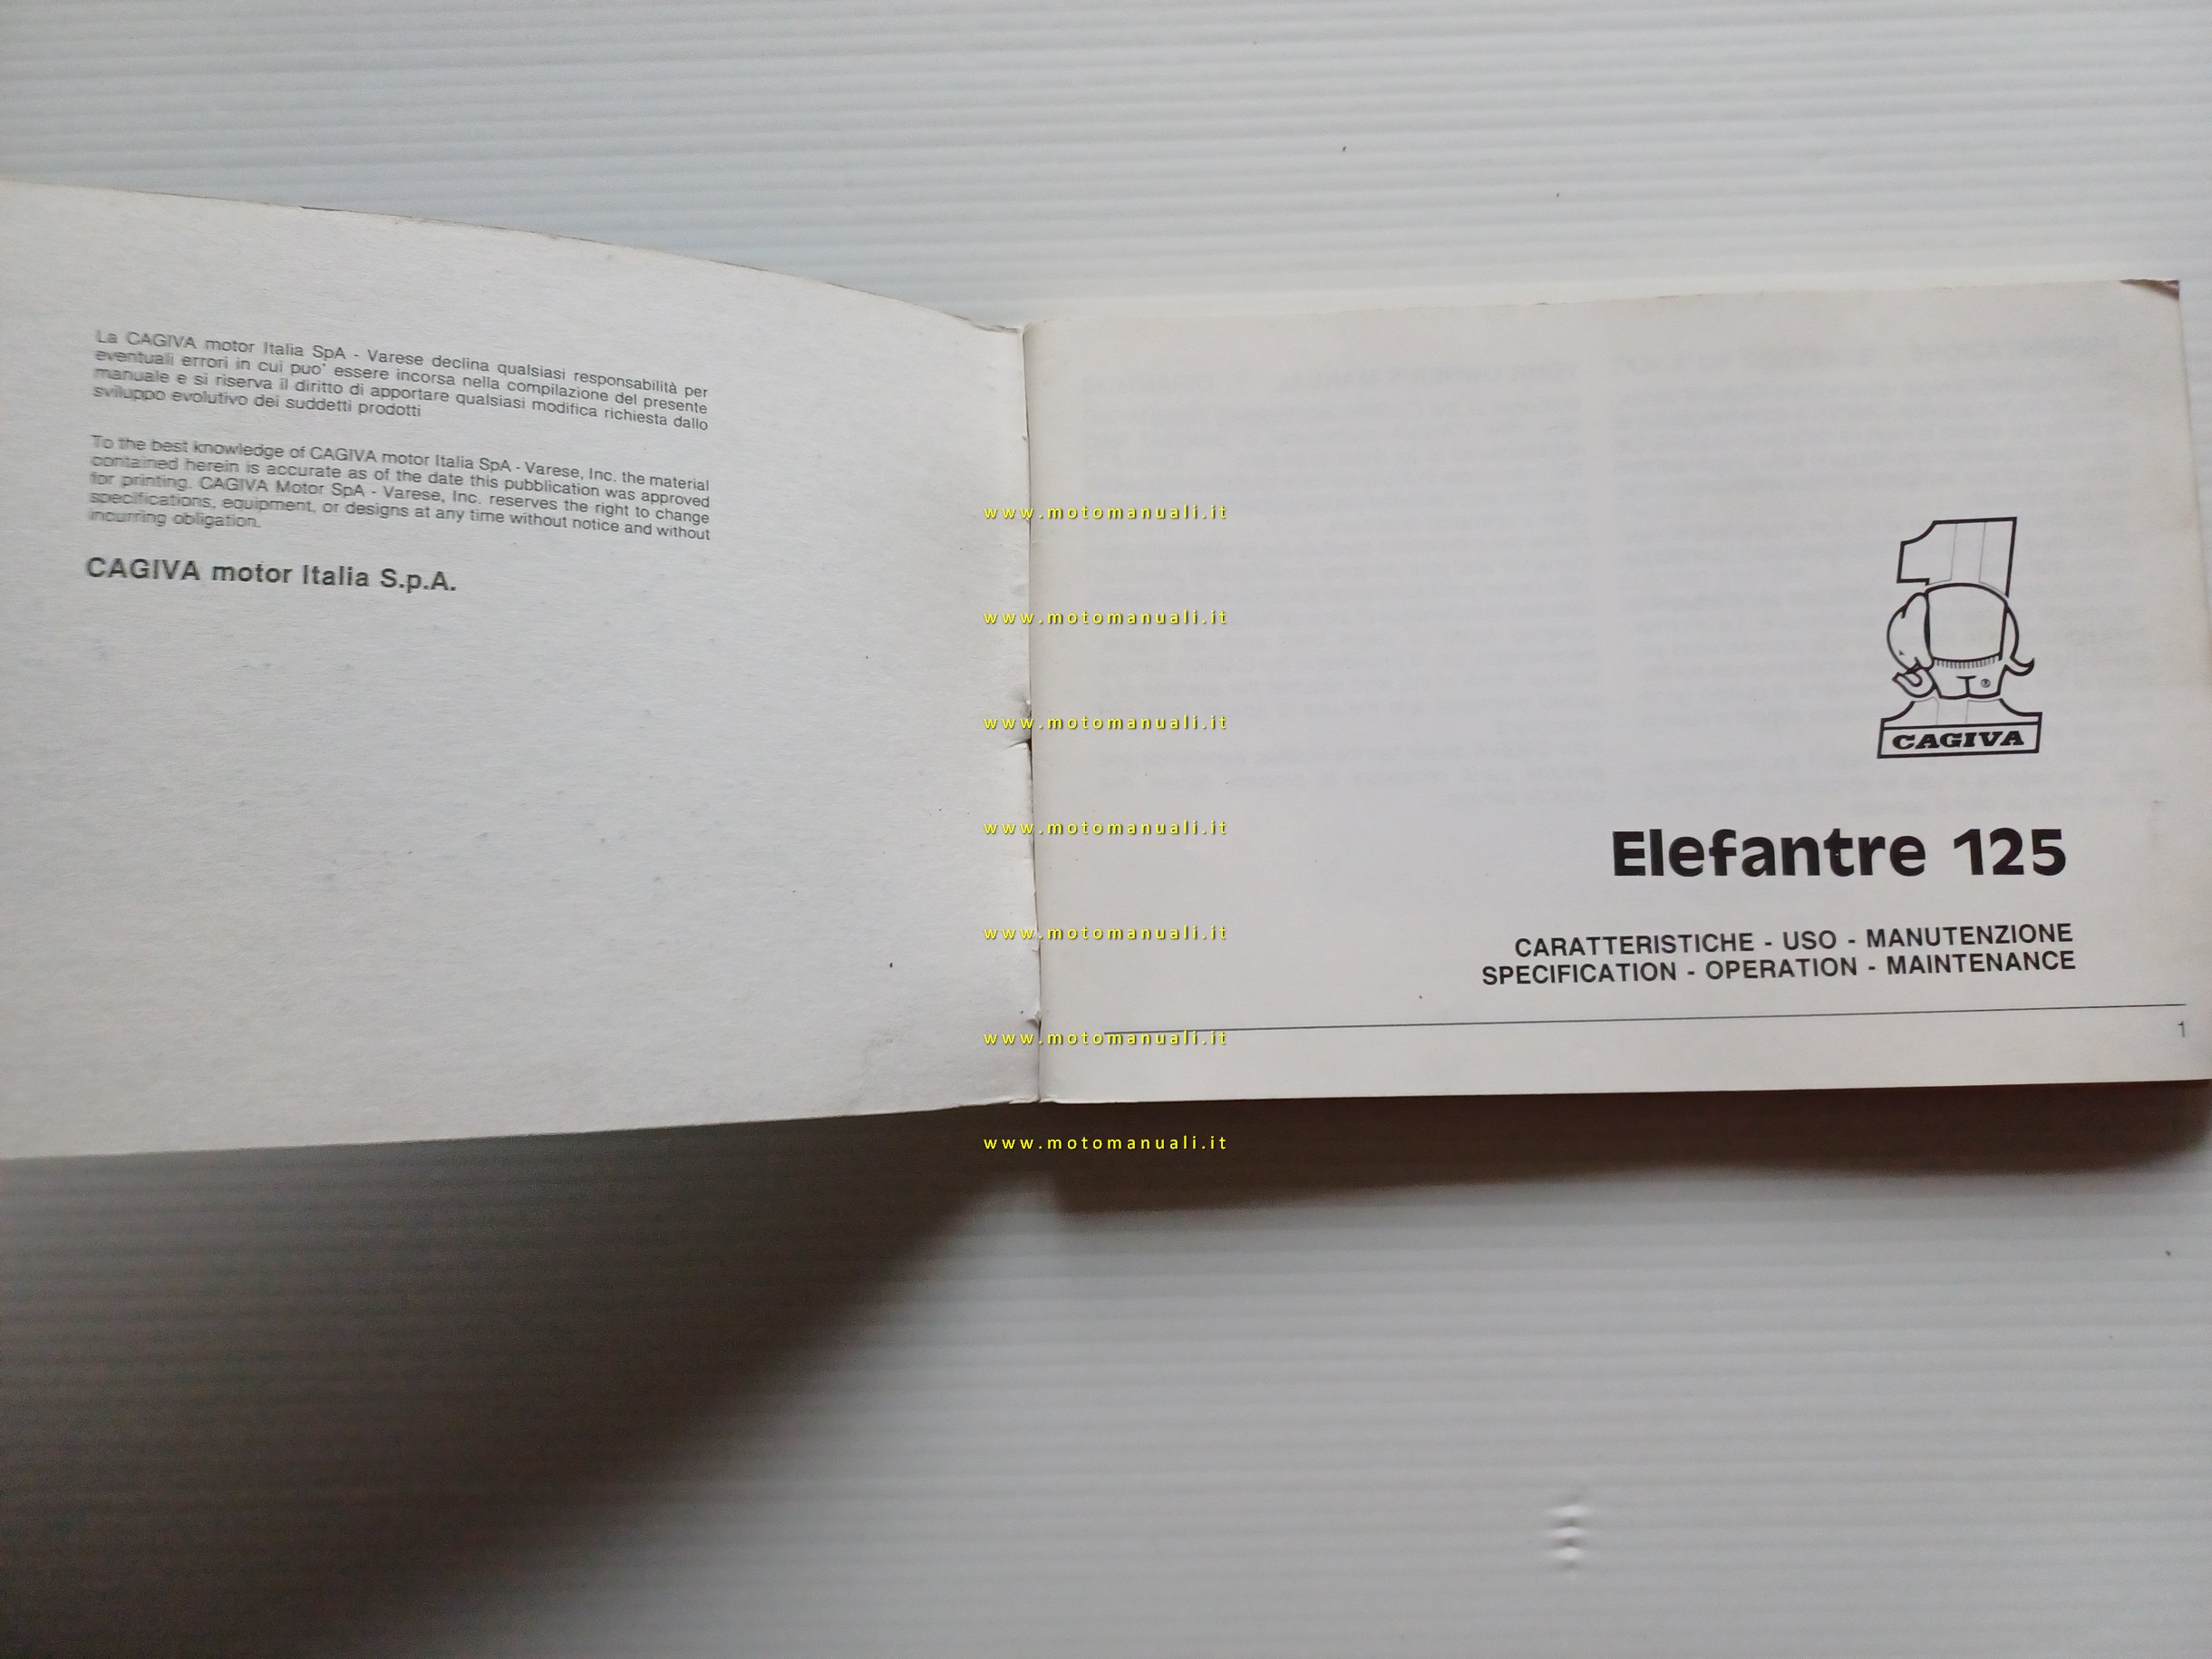 La CAGIVA motor Italia SpA - Varese declina qualsiasi responsabilità per
eventuali errori in cui puo' essere incorsa nella compilazione del presente
manuale e si riserva il diritto di apportare qualsiasi modifica richiesta dallo
sviluppo evolutivo dei suddetti prodotti
To the best knowledge of CAGIVA motor Italia SpA - Varese, Inc. the material
contained herein is accurate as of the date this pubblication was approved
for printing. CAGIVA Motor SpA - Varese, Inc. reserves the right to change
specifications, equipment, or designs at any time without notice and without
incurring obligation.
CAGIVA motor Italia S.p.A.
1
®
CAGIVA
Elefantre 125
CARATTERISTICHE - USO - MANUTENZIONE
SPECIFICATION - OPERATION - MAINTENANCE
1
www.motomanuali.it
www.motomanuali.it
www.motomanuali.it
www.motomanuali.it
www.motomanuali.it
www.motomanuali.it
www.motomanuali.it